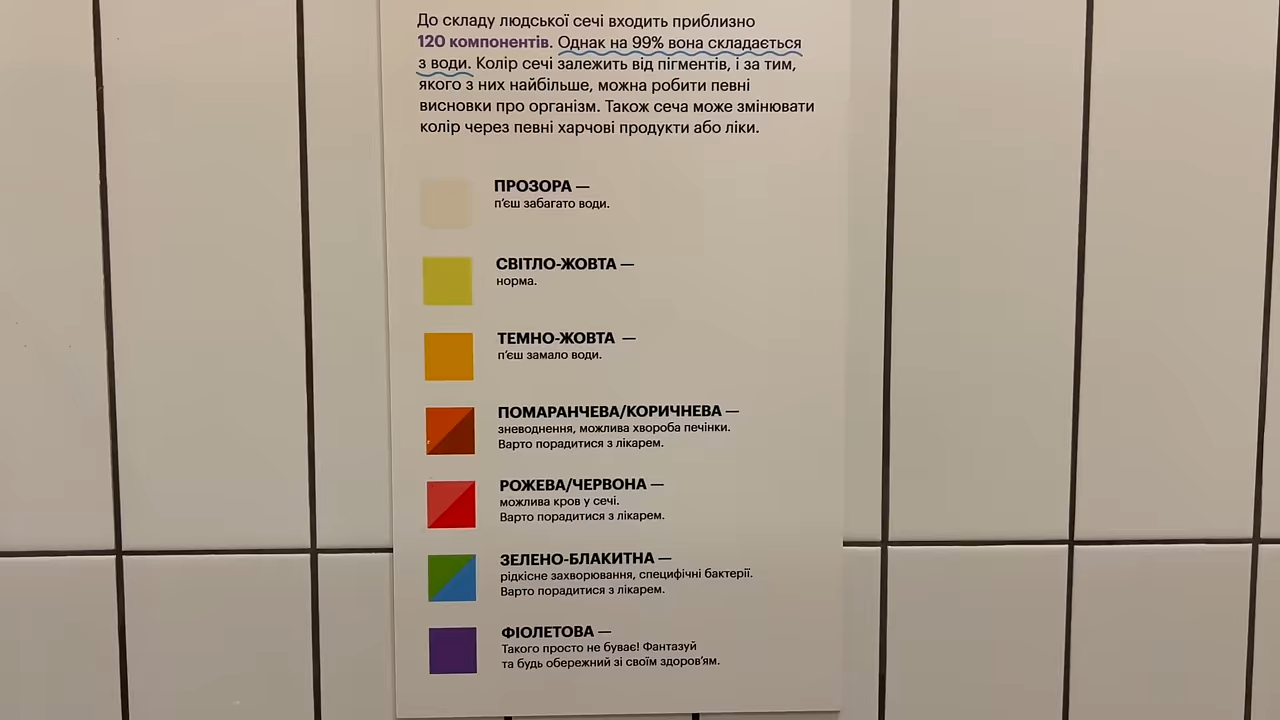 До складу людської сечі входить приблизно
120 компонентів. Однак на 99% вона складається
з води. Колір сечі залежить від пігментів, і за тим,
якого з них найбільше, можна робити певні
висновки про організм. Також сеча може змінювати
колір через певні харчові продукти або ліки.
ПРОЗОРА —
п’єш забагато води.
СВІТЛО-ЖОВТА —
норма.
ТЕМНО-ЖОВТА —
п’єш замало води.
ПОМАРАНЧЕВА/КОРИЧНЕВА —
зневоднення, можлива хвороба печінки.
Варто порадитися з лікарем.
РОЖЕВА/ЧЕРВОНА —
можлива кров у сечі.
Варто порадитися з лікарем.
ЗЕЛЕНО-БЛАКИТНА —
рідкісне захворювання, специфічні бактерії.
Варто порадитися з лікарем.
ФІОЛЕТОВА —
Такого просто не буває! Фантазуй
та будь обережний зі своїм здоров’ям.